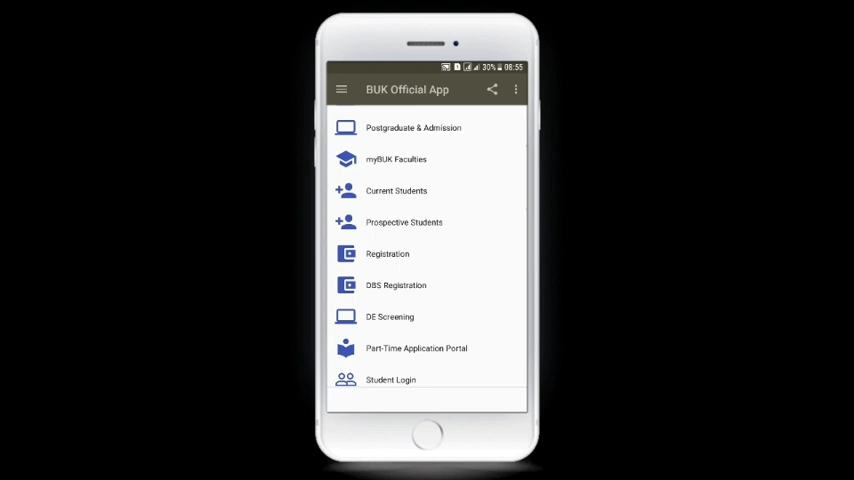 30% 08:55
BUK Official App
Postgraduate & Admission
myBUK Faculties
Current Students
Prospective Students
Registration
DBS Registration
DE Screening
Part-Time Application Portal
Student Login